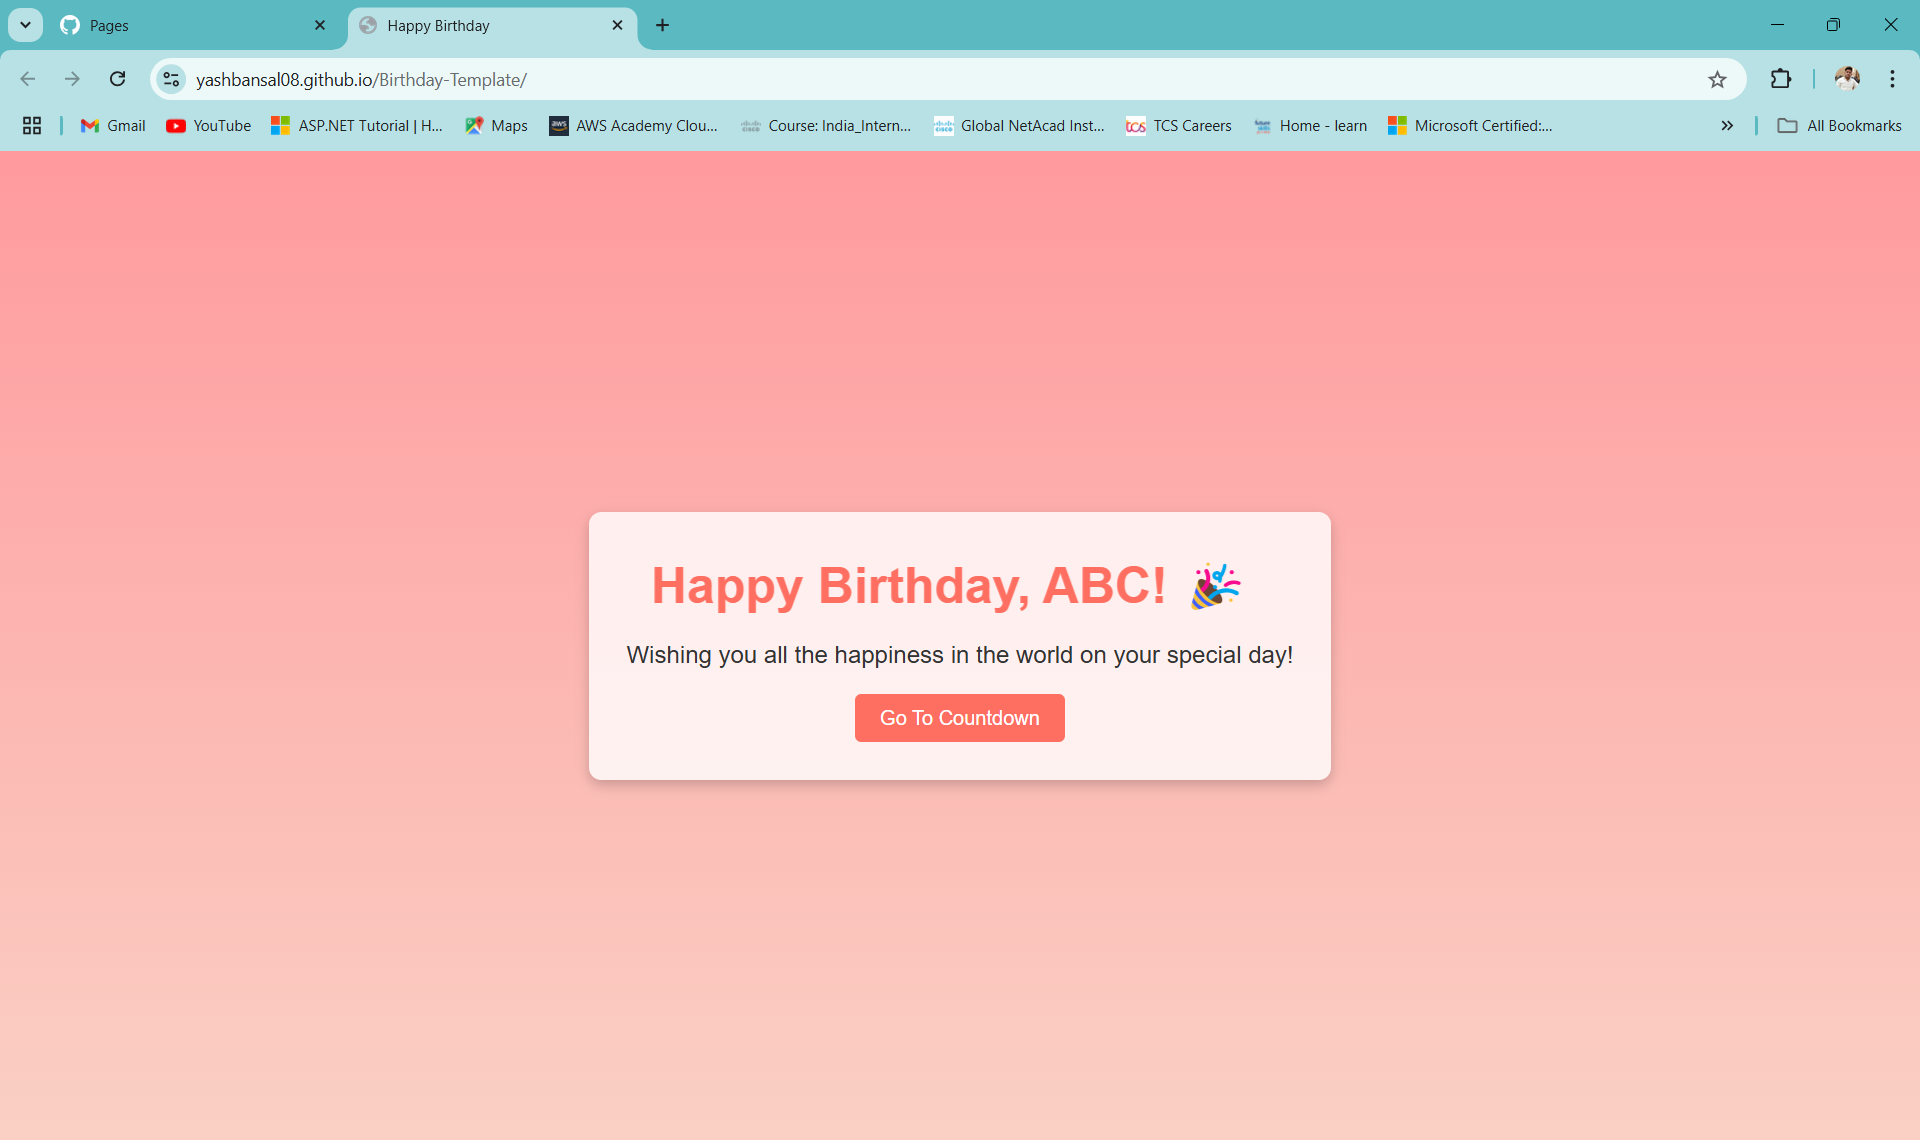 Pages
Happy Birthday
yashbansal08.github.io/Birthday-Template/
Gmail
YouTube
ASP.NET Tutorial | H...
Maps
aws
AWS Academy Clou...
Course: India_Intern...
Global NetAcad Inst...
tcs
TCS Careers
Home - learn
Microsoft Certified:...
All Bookmarks
Happy Birthday, ABC! 🎉
Wishing you all the happiness in the world on your special day!
Go To Countdown